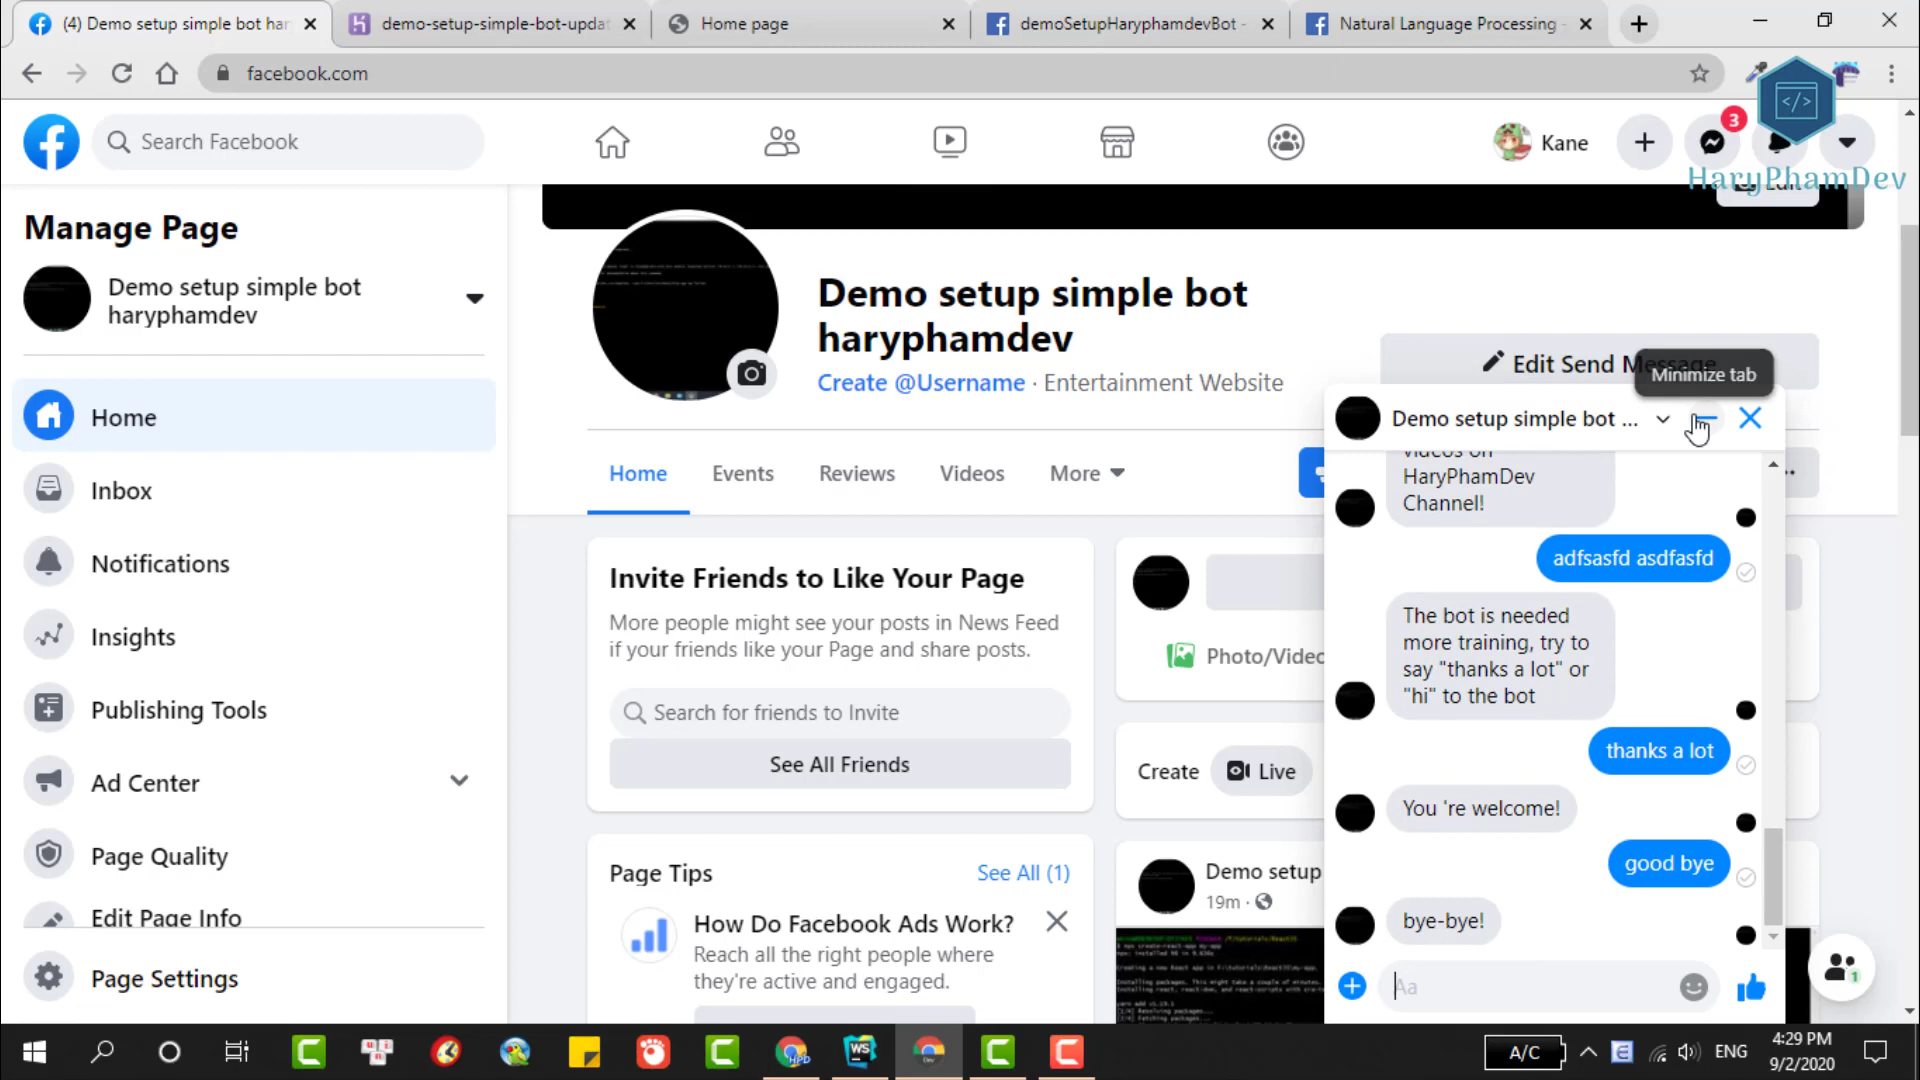 (4) Demo setup simple bot har
demo-setup-simple-bot-updat
Home page
demoSetupHaryphamdevBot -
Natural Language Processing -
facebook.com
</>
HaryPhamDev
Search Facebook
Kane
3
Manage Page
Demo setup simple bot
haryphamdev
Home
Inbox
Notifications
Insights
Publishing Tools
Ad Center
Page Quality
Edit Page Info
Page Settings
Demo setup simple bot
haryphamdev
Create @Username · Entertainment Website
Edit Send Message
Minimize tab
Home
Events
Reviews
Videos
More
Invite Friends to Like Your Page
More people might see your posts in News Feed
if your friends like your Page and share posts.
Search for friends to Invite
See All Friends
Page Tips
See All (1)
How Do Facebook Ads Work?
Reach all the right people where
they're active and engaged.
Photo/Video
Create
Live
Demo setup
19m ·
Demo setup simple bot ...
videos on
HaryPhamDev
Channel!
adfsasfd asdfasfd
The bot is needed
more training, try to
say "thanks a lot" or
"hi" to the bot
thanks a lot
You 're welcome!
good bye
bye-bye!
Aa
1
A/C
ENG
4:29 PM
9/2/2020